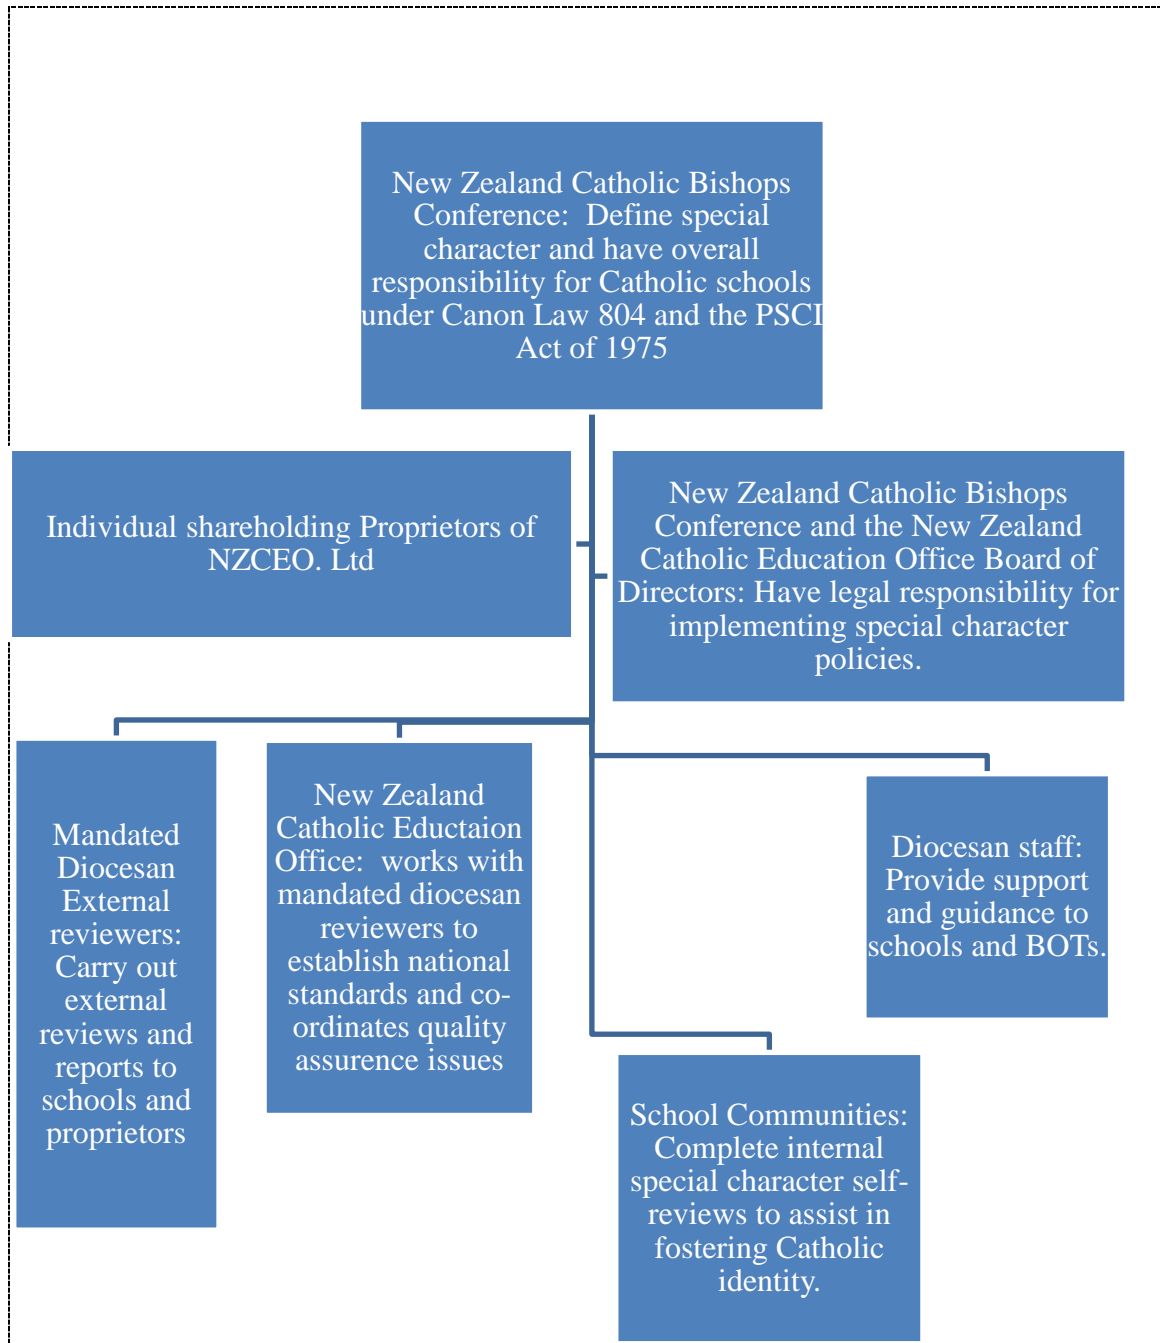 New Zealand Catholic Bishops
Conference:  Define special
character and have overall
responsibility for Catholic schools
under Canon Law 804 and the PSCI
Act of 1975
Individual shareholding Proprietors of
NZCEO. Ltd
New Zealand Catholic Bishops
Conference and the New Zealand
Catholic Education Office Board of
Directors: Have legal responsibility for
implementing special character
policies.
Mandated
Diocesan
External
reviewers:
Carry out
external
reviews and
reports to
schools and
proprietors
New Zealand
Catholic Eductaion
Office:  works with
mandated diocesan
reviewers to
establish national
standards and co-
ordinates quality
assurence issues
Diocesan staff:
Provide support
and guidance to
schools and BOTs.
School Communities:
Complete internal
special character self-
reviews to assist in
fostering Catholic
identity.